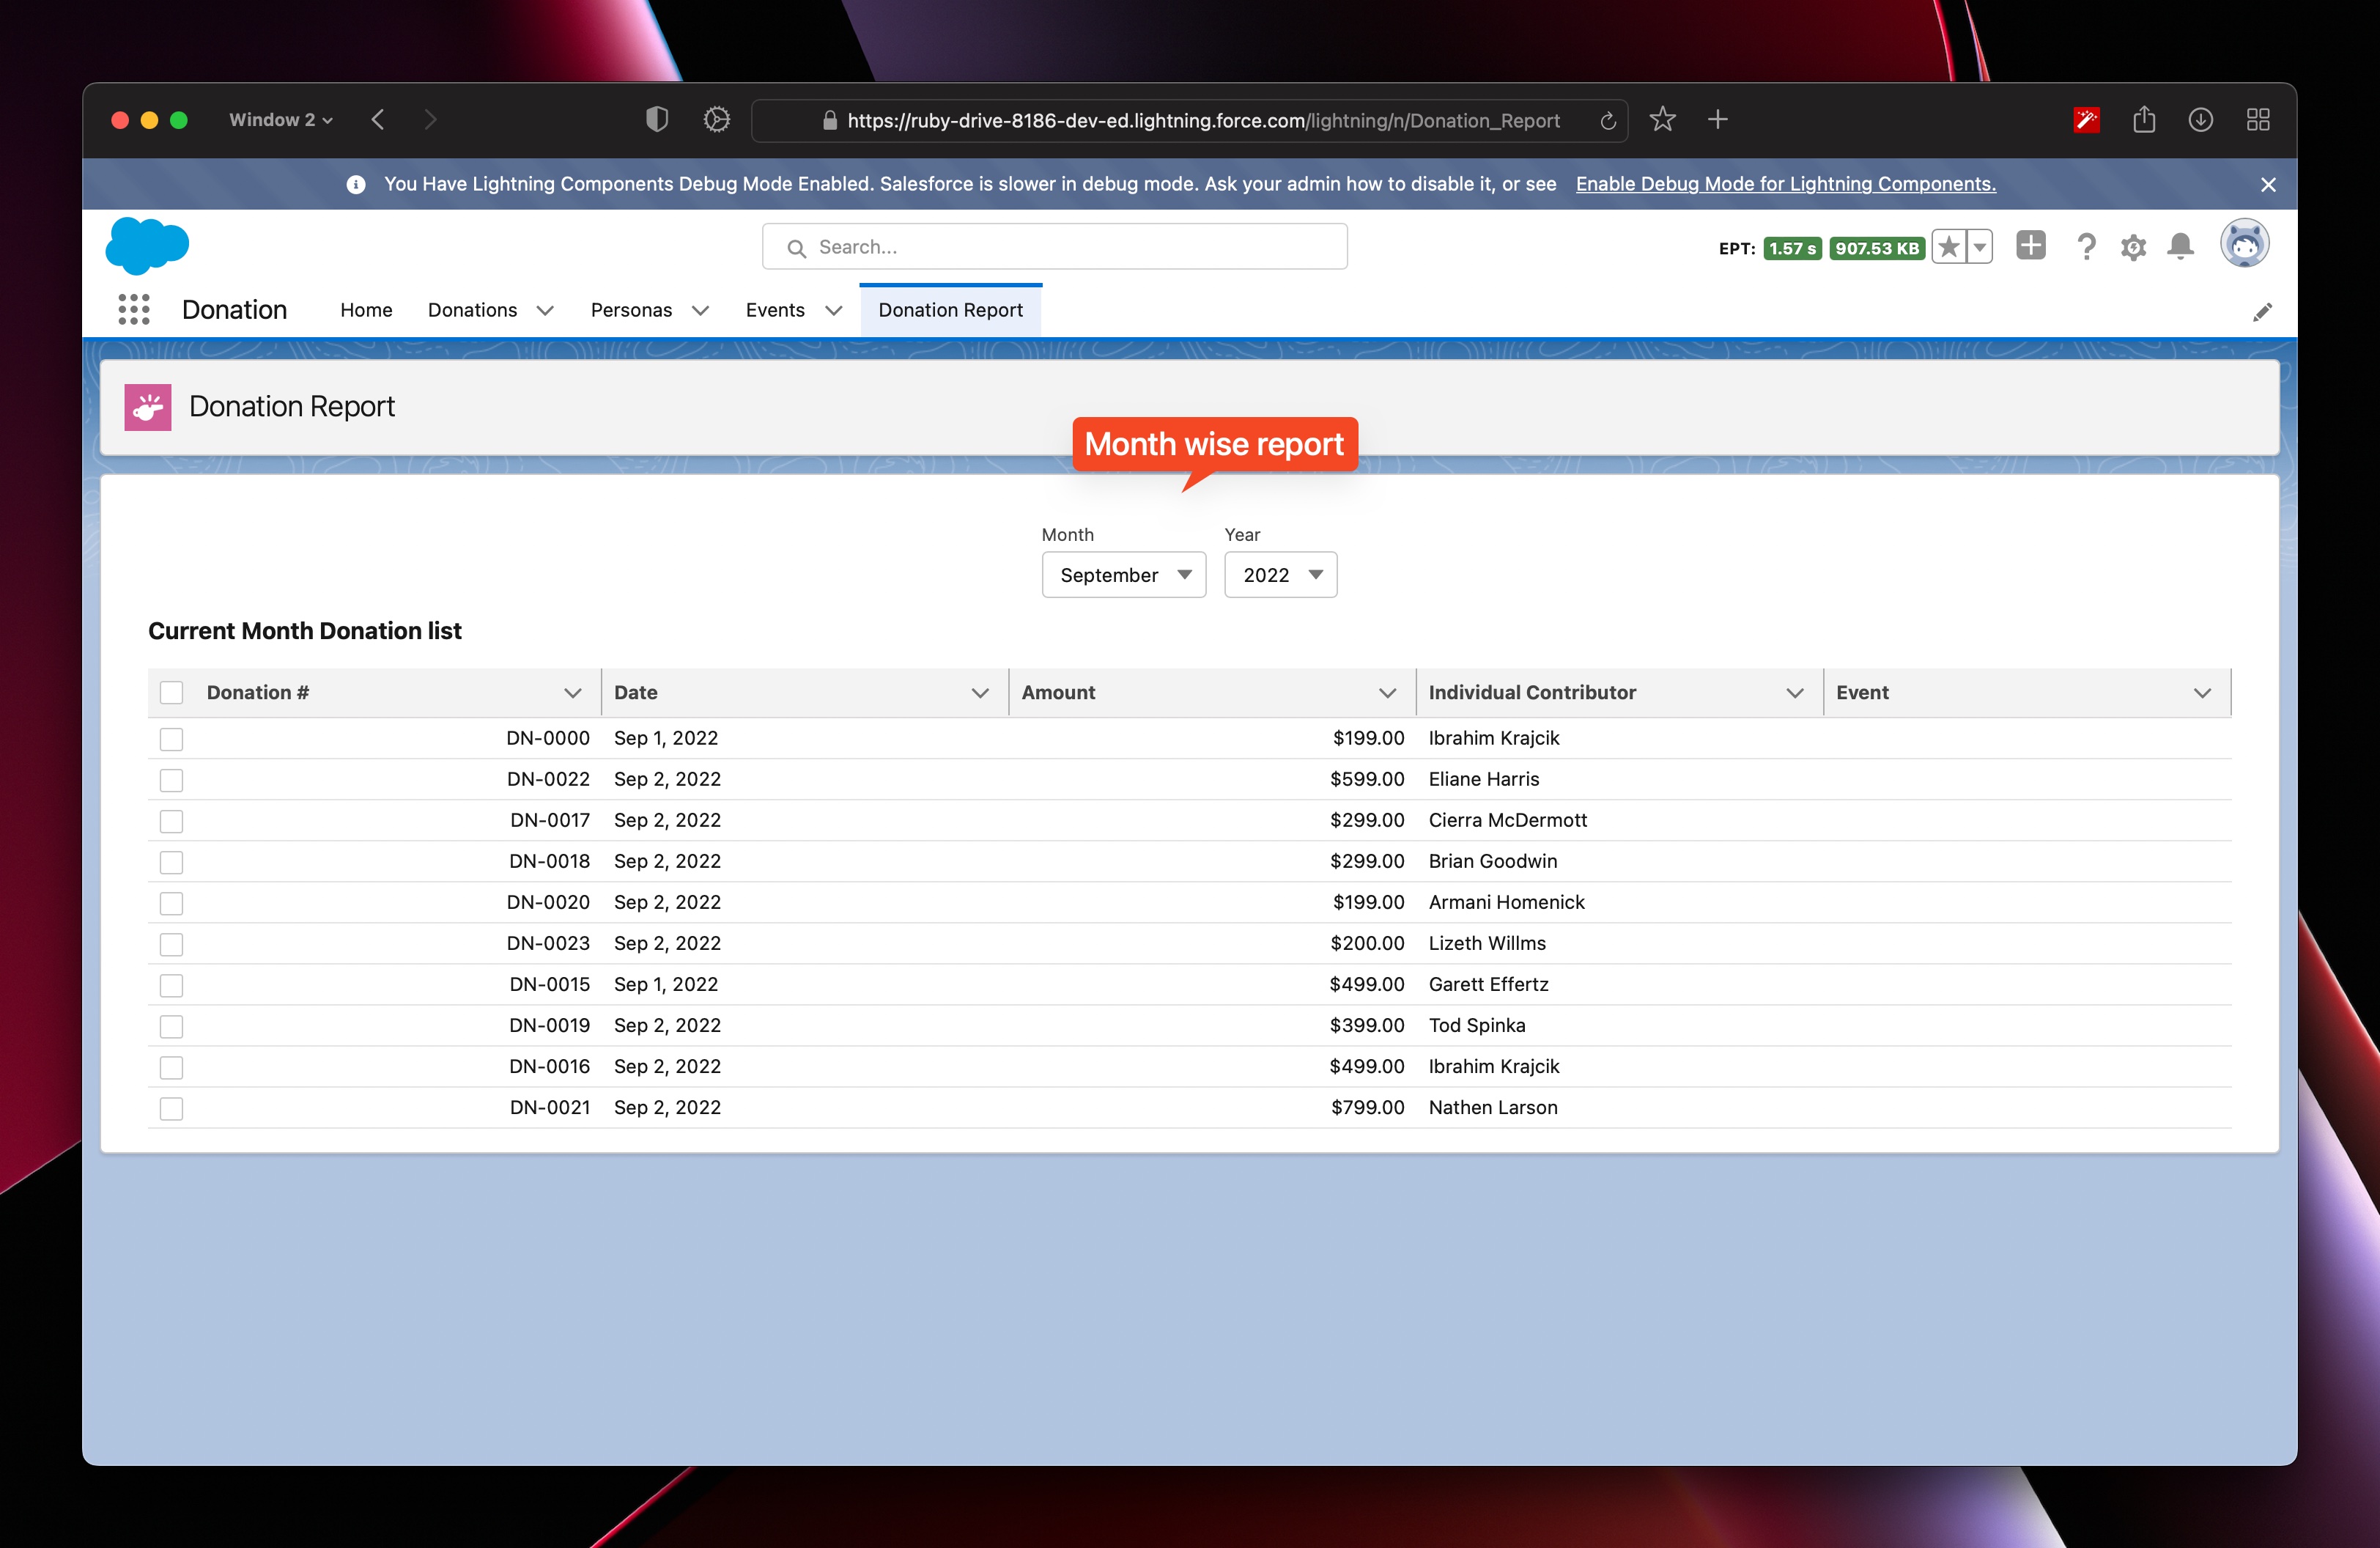 Window 2
https://ruby-drive-8186-dev-ed.lightning.force.com/lightning/n/Donation_Report
You Have Lightning Components Debug Mode Enabled. Salesforce is slower in debug mode. Ask your admin how to disable it, or see Enable Debug Mode for Lightning Components.
Search...
EPT: 1.57 s 907.53 KB
Donation Home Donations Personas Events Donation Report
Donation Report
Month wise report
Month Year
September 2022
Current Month Donation list
Donation # Date Amount Individual Contributor Event
DN-0000 Sep 1, 2022 $199.00 Ibrahim Krajcik
DN-0022 Sep 2, 2022 $599.00 Eliane Harris
DN-0017 Sep 2, 2022 $299.00 Cierra McDermott
DN-0018 Sep 2, 2022 $299.00 Brian Goodwin
DN-0020 Sep 2, 2022 $199.00 Armani Homenick
DN-0023 Sep 2, 2022 $200.00 Lizeth Willms
DN-0015 Sep 1, 2022 $499.00 Garett Effertz
DN-0019 Sep 2, 2022 $399.00 Tod Spinka
DN-0016 Sep 2, 2022 $499.00 Ibrahim Krajcik
DN-0021 Sep 2, 2022 $799.00 Nathen Larson